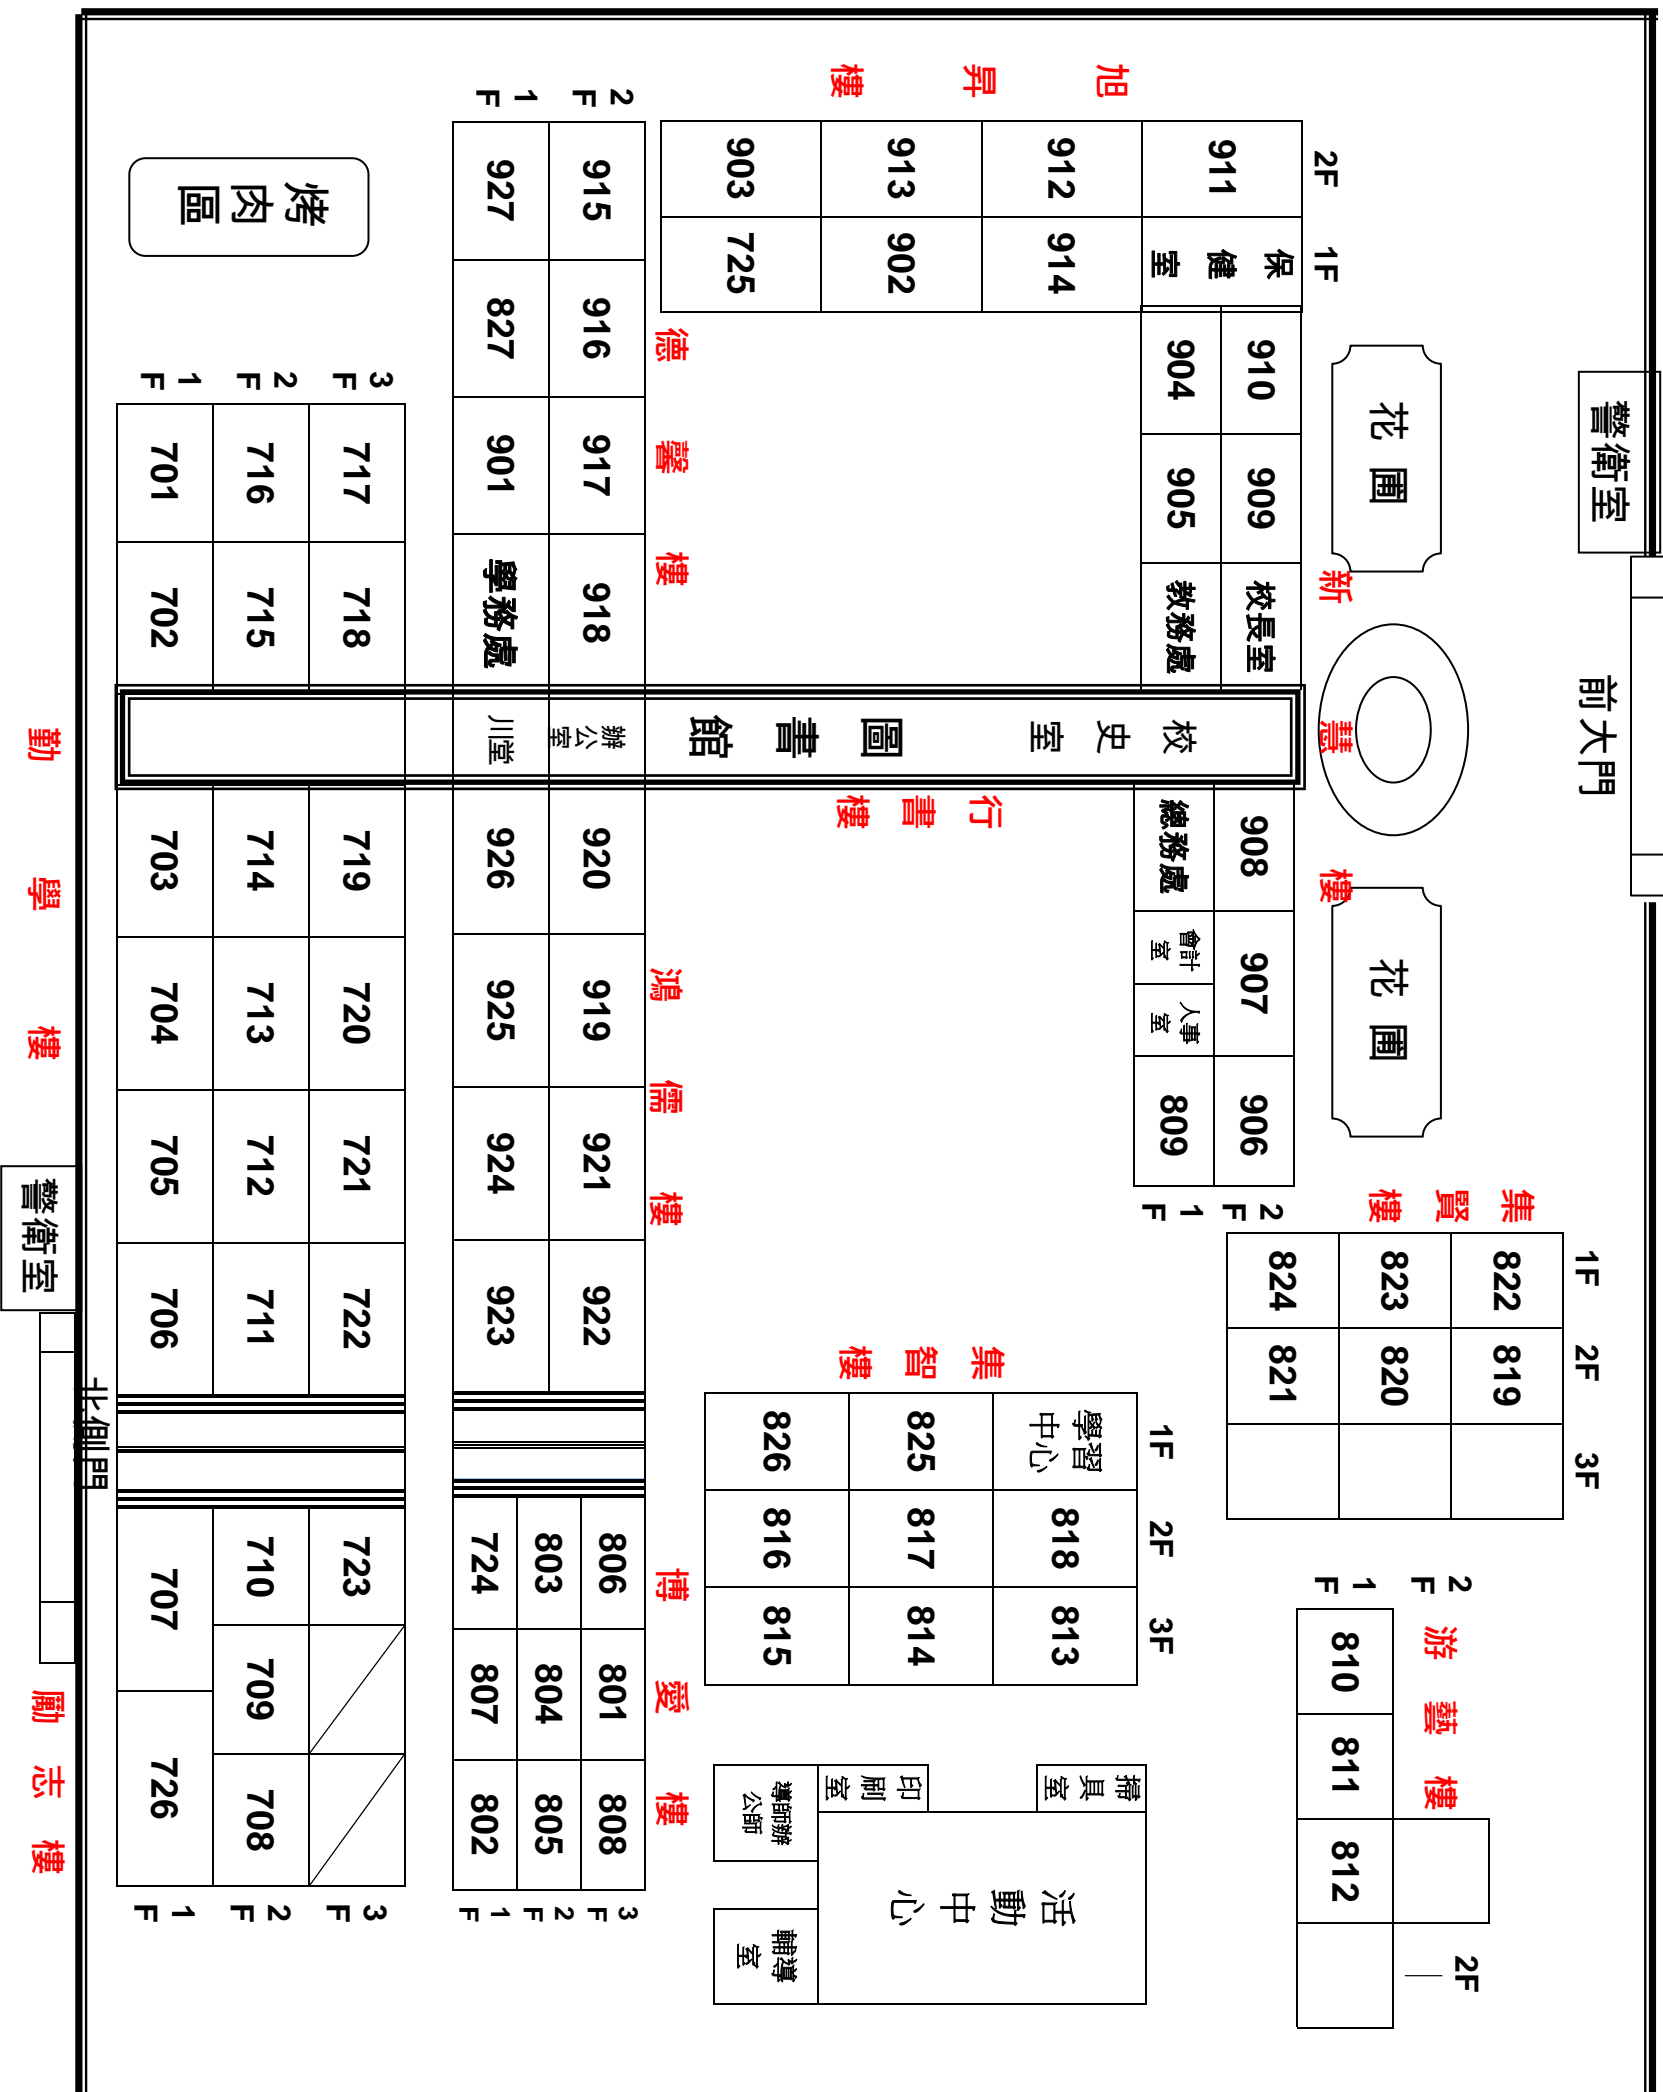 警衛室
前大門
花圃
花圃
新慧樓
集賢樓
1F 2F 3F
822 819
823 820
824 821
游藝樓
2F
1F
810 811 812
2F
旭昇樓
2F 1F
911 保健室
912 914
913 902
903 725
910 909 校長室
904 905 教務處
908 907 906 2F
總務處 會計室 人事室 809 1F
校史室
圖書館
辦公室
川堂
行書樓
集智樓
1F 2F 3F
學習中心 818 813
825 817 814
826 816 815
掃具室
印刷室
活動中心
導師辦公師
輔導室
德馨樓
2F 915 916 917 918
1F 927 827 901 學務處
鴻儒樓
920 919 921 922
926 925 924 923
博愛樓
806 801 808 3F
803 804 805 2F
724 807 802 1F
烤肉區
3F 717 718 719 720 721 722 723 3F
2F 716 715 714 713 712 711 710 709 708 2F
1F 701 702 703 704 705 706 707 726 1F
北側門
勤學樓
警衛室
勵志樓